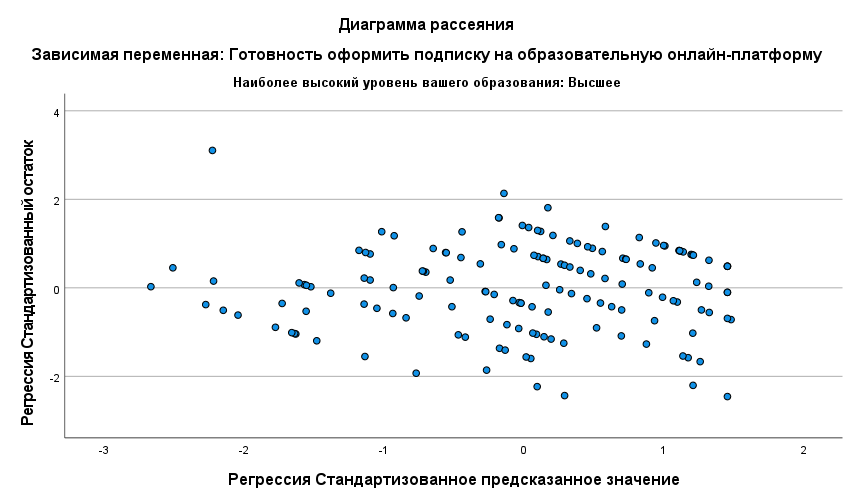 Диаграмма рассеяния
Зависимая переменная: Готовность оформить подписку на образовательную онлайн-платформу
Наиболее высокий уровень вашего образования: Высшее
Регрессия Стандартизованный остаток
4
2
0
-2
-3
-2
-1
0
1
2
Регрессия Стандартизованное предсказанное значение